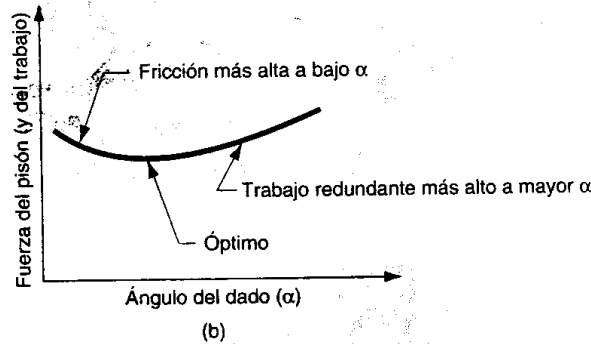 Fricción más alta a bajo α
Fuerza del pisón (y del trabajo)
Trabajo redundante más alto a mayor α
Óptimo
Ángulo del dado (α)
(b)